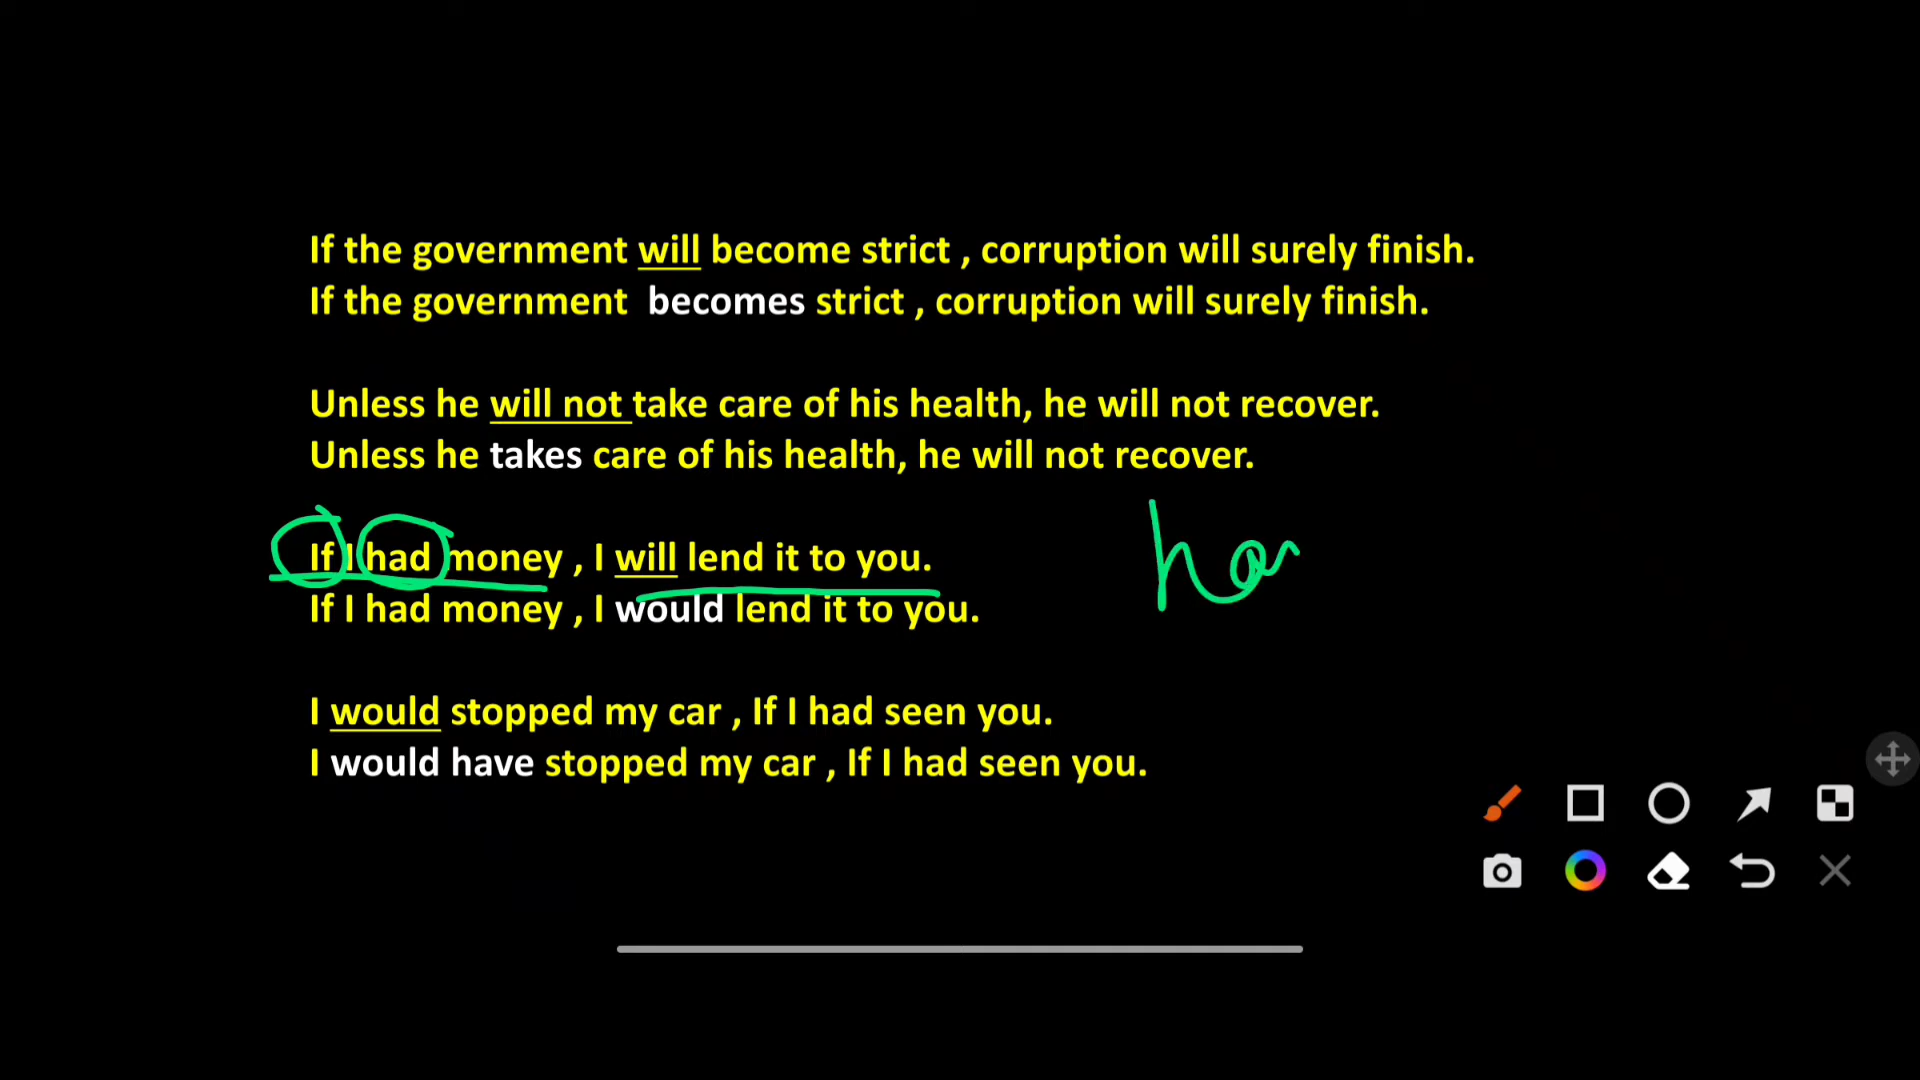 If the government will become strict , corruption will surely finish.
If the government becomes strict , corruption will surely finish.
Unless he will not take care of his health, he will not recover.
Unless he takes care of his health, he will not recover.
If I had money , I will lend it to you.
If I had money , I would lend it to you.
I would stopped my car , If I had seen you.
I would have stopped my car , If I had seen you.